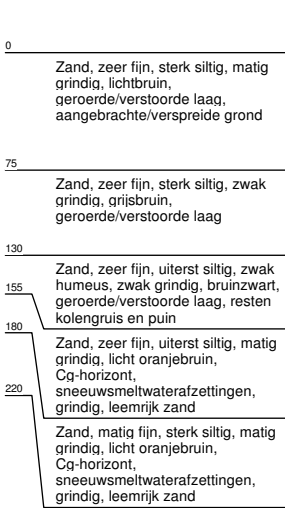 0
Zand, zeer fijn, sterk siltig, matig
grindig, lichtbruin,
geroerde/verstoorde laag,
aangebrachte/verspreide grond
75
Zand, zeer fijn, sterk siltig, zwak
grindig, grijsbruin,
geroerde/verstoorde laag
130
Zand, zeer fijn, uiterst siltig, zwak
humeus, zwak grindig, bruinzwart,
geroerde/verstoorde laag, resten
kolengruis en puin
155
Zand, zeer fijn, uiterst siltig, matig
grindig, licht oranjebruin,
Cg-horizont,
sneeuwsmeltwaterafzettingen,
grindig, leemrijk zand
180
Zand, matig fijn, sterk siltig, matig
grindig, licht oranjebruin,
Cg-horizont,
sneeuwsmeltwaterafzettingen,
grindig, leemrijk zand
220